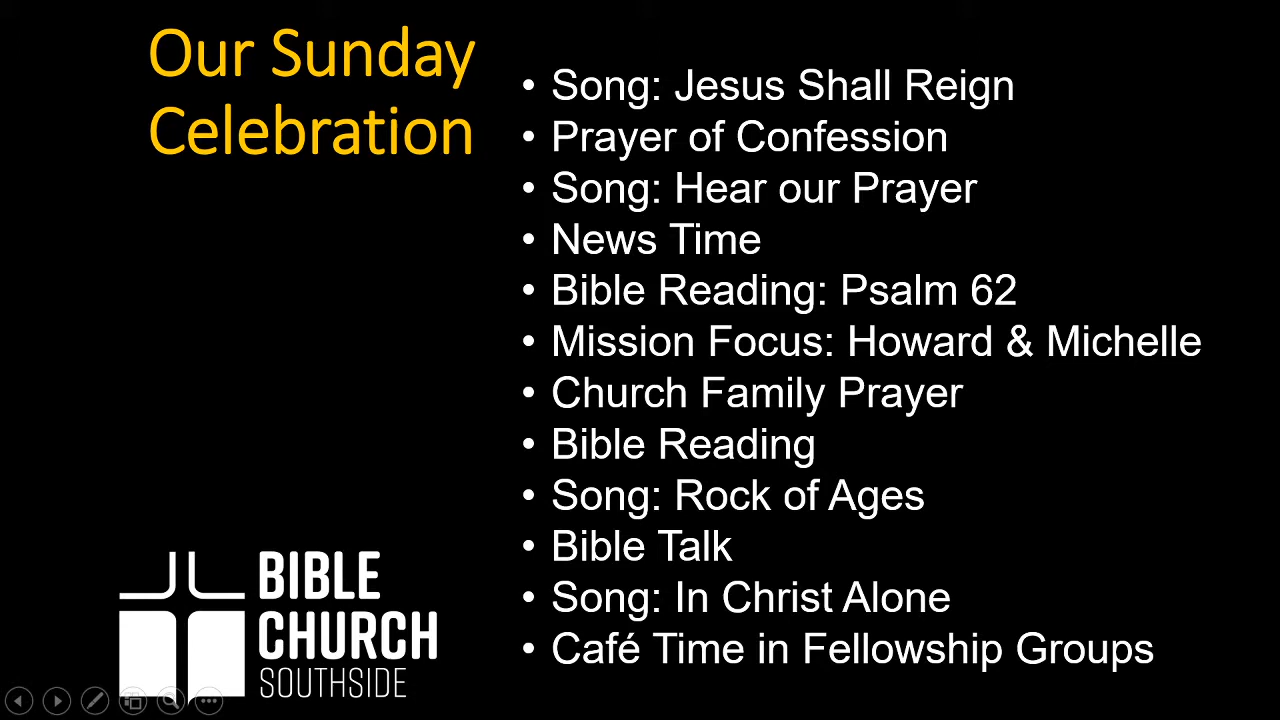 Our Sunday
Celebration
• Song: Jesus Shall Reign
• Prayer of Confession
• Song: Hear our Prayer
• News Time
• Bible Reading: Psalm 62
• Mission Focus: Howard & Michelle
• Church Family Prayer
• Bible Reading
• Song: Rock of Ages
• Bible Talk
• Song: In Christ Alone
• Café Time in Fellowship Groups
BIBLE
CHURCH
SOUTHSIDE